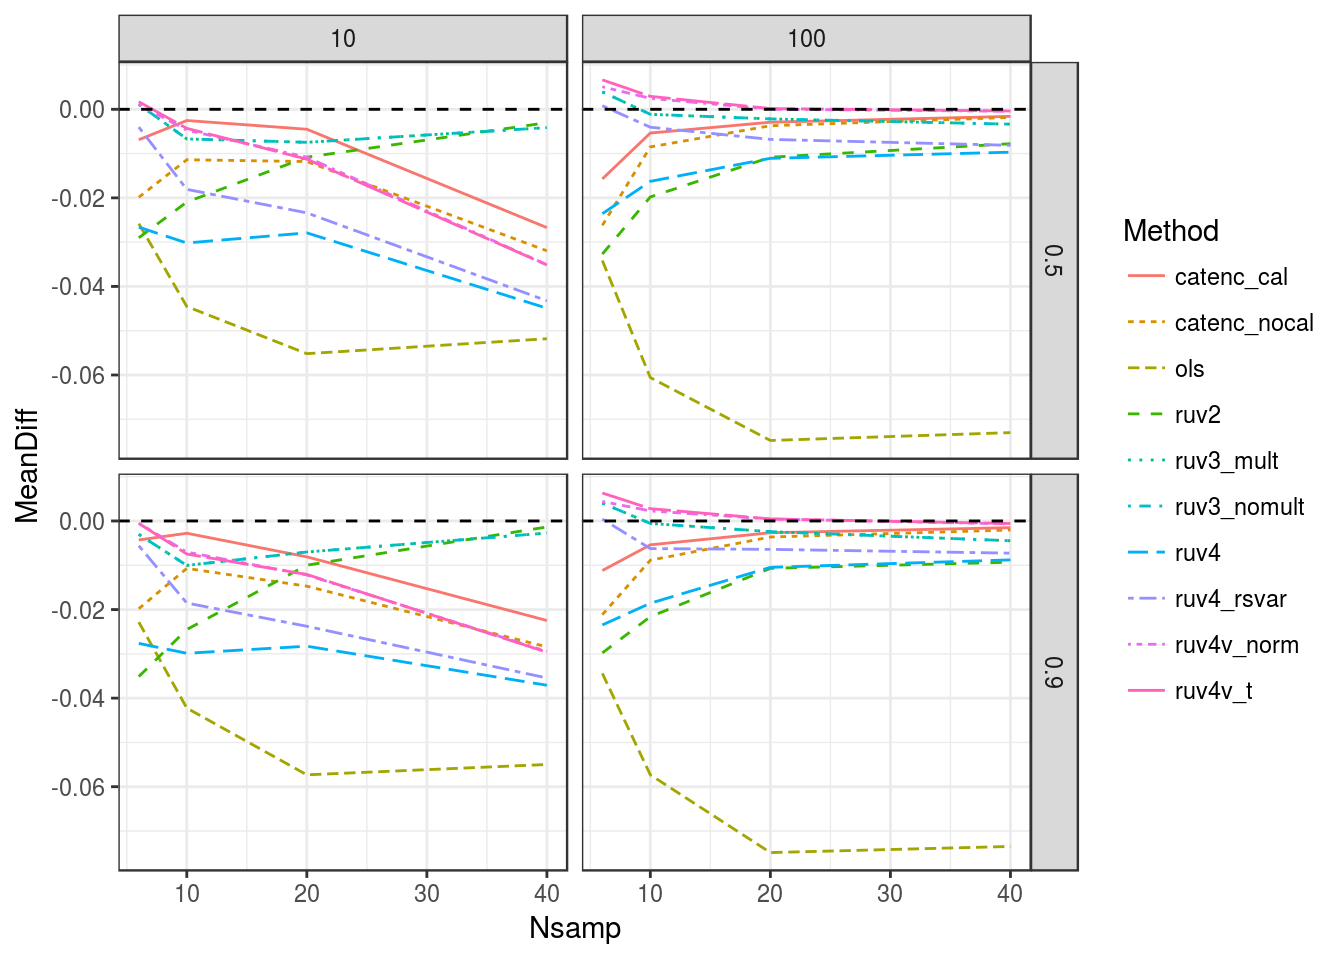 10
100
0.00
-0.02
-0.04
-0.06
0.5
0.00
-0.02
-0.04
-0.06
0.9
MeanDiff
10
20
30
40
10
20
30
40
Nsamp
Method
catenc_cal
catenc_nocal
ols
ruv2
ruv3_mult
ruv3_nomult
ruv4
ruv4_rsvar
ruv4v_norm
ruv4v_t